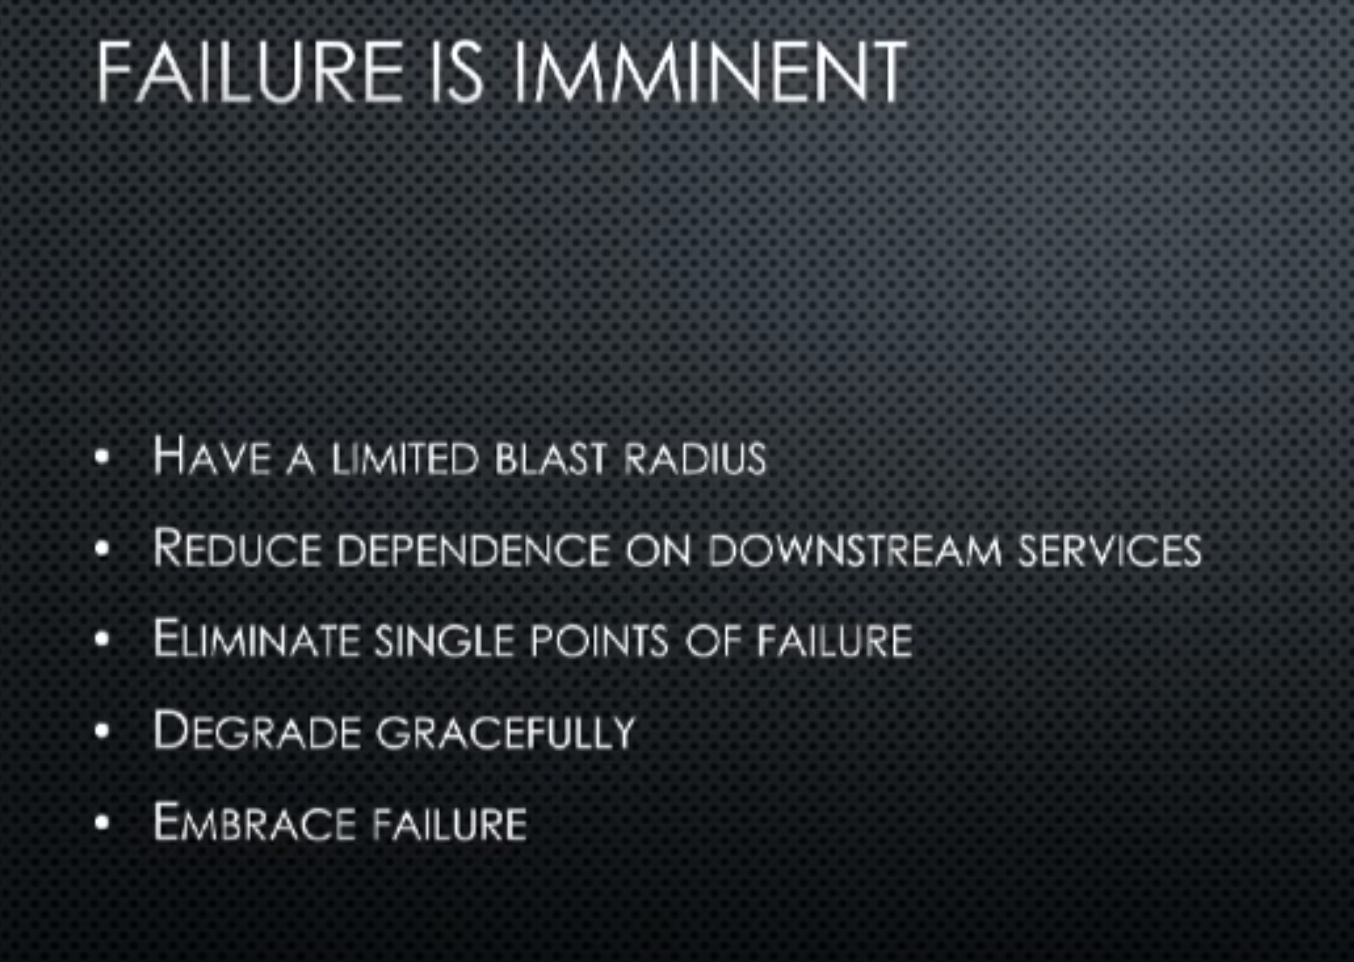 FAILURE IS IMMINENT
• HAVE A LIMITED BLAST RADIUS
• REDUCE DEPENDENCE ON DOWNSTREAM SERVICES
• ELIMINATE SINGLE POINTS OF FAILURE
• DEGRADE GRACEFULLY
• EMBRACE FAILURE